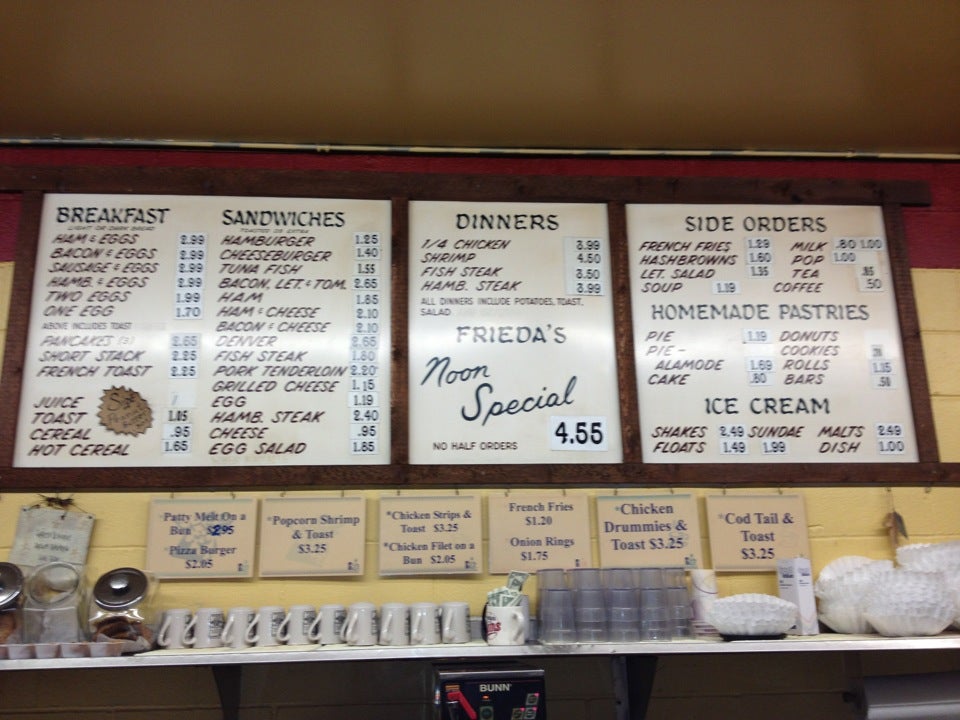 BREAKFAST
LIGHT OR DARK BREAD
HAM & EGGS 2.99
BACON & EGGS 2.99
SAUSAGE & EGGS 2.99
HAMB. & EGGS 2.99
TWO EGGS 1.99
ONE EGG 1.70
ABOVE INCLUDES TOAST
PANCAKES (3) 2.65
SHORT STACK 2.25
FRENCH TOAST 2.25
JUICE
TOAST 1.05
CEREAL .95
HOT CEREAL 1.65
SANDWICHES
TOASTED IS EXTRA
HAMBURGER 1.25
CHEESEBURGER 1.40
TUNA FISH 1.55
BACON, LET. & TOM. 2.65
HAM 1.85
HAM & CHEESE 2.10
BACON & CHEESE 2.10
DENVER 2.65
FISH STEAK 1.80
PORK TENDERLOIN 2.20
GRILLED CHEESE 1.15
EGG 1.19
HAMB. STEAK 2.40
CHEESE .95
EGG SALAD 1.85
DINNERS
1/4 CHICKEN 3.99
SHRIMP 4.50
FISH STEAK 3.50
HAMB. STEAK 3.99
ALL DINNERS INCLUDE POTATOES, TOAST,
SALAD
FRIEDA'S
Noon
Special
NO HALF ORDERS 4.55
SIDE ORDERS
FRENCH FRIES 1.29 MILK .80 1.00
HASHBROWNS 1.60 POP 1.00
LET. SALAD 1.35 TEA .85
SOUP 1.19 COFFEE .50
HOMEMADE PASTRIES
PIE 1.19 DONUTS
PIE - COOKIES
ALAMODE 1.69 ROLLS 1.15
CAKE .80 BARS .50
ICE CREAM
SHAKES 2.49 SUNDAE MALTS 2.49
FLOATS 1.49 1.99 DISH 1.00
Patty Melt On a
Bun $2.95
*Pizza Burger
$2.05
*Popcorn Shrimp
& Toast
$3.25
*Chicken Strips &
Toast $3.25
*Chicken Filet on a
Bun $2.05
French Fries
$1.20
Onion Rings
$1.75
*Chicken
Drummies &
Toast $3.25
*Cod Tail &
Toast
$3.25
BUNN